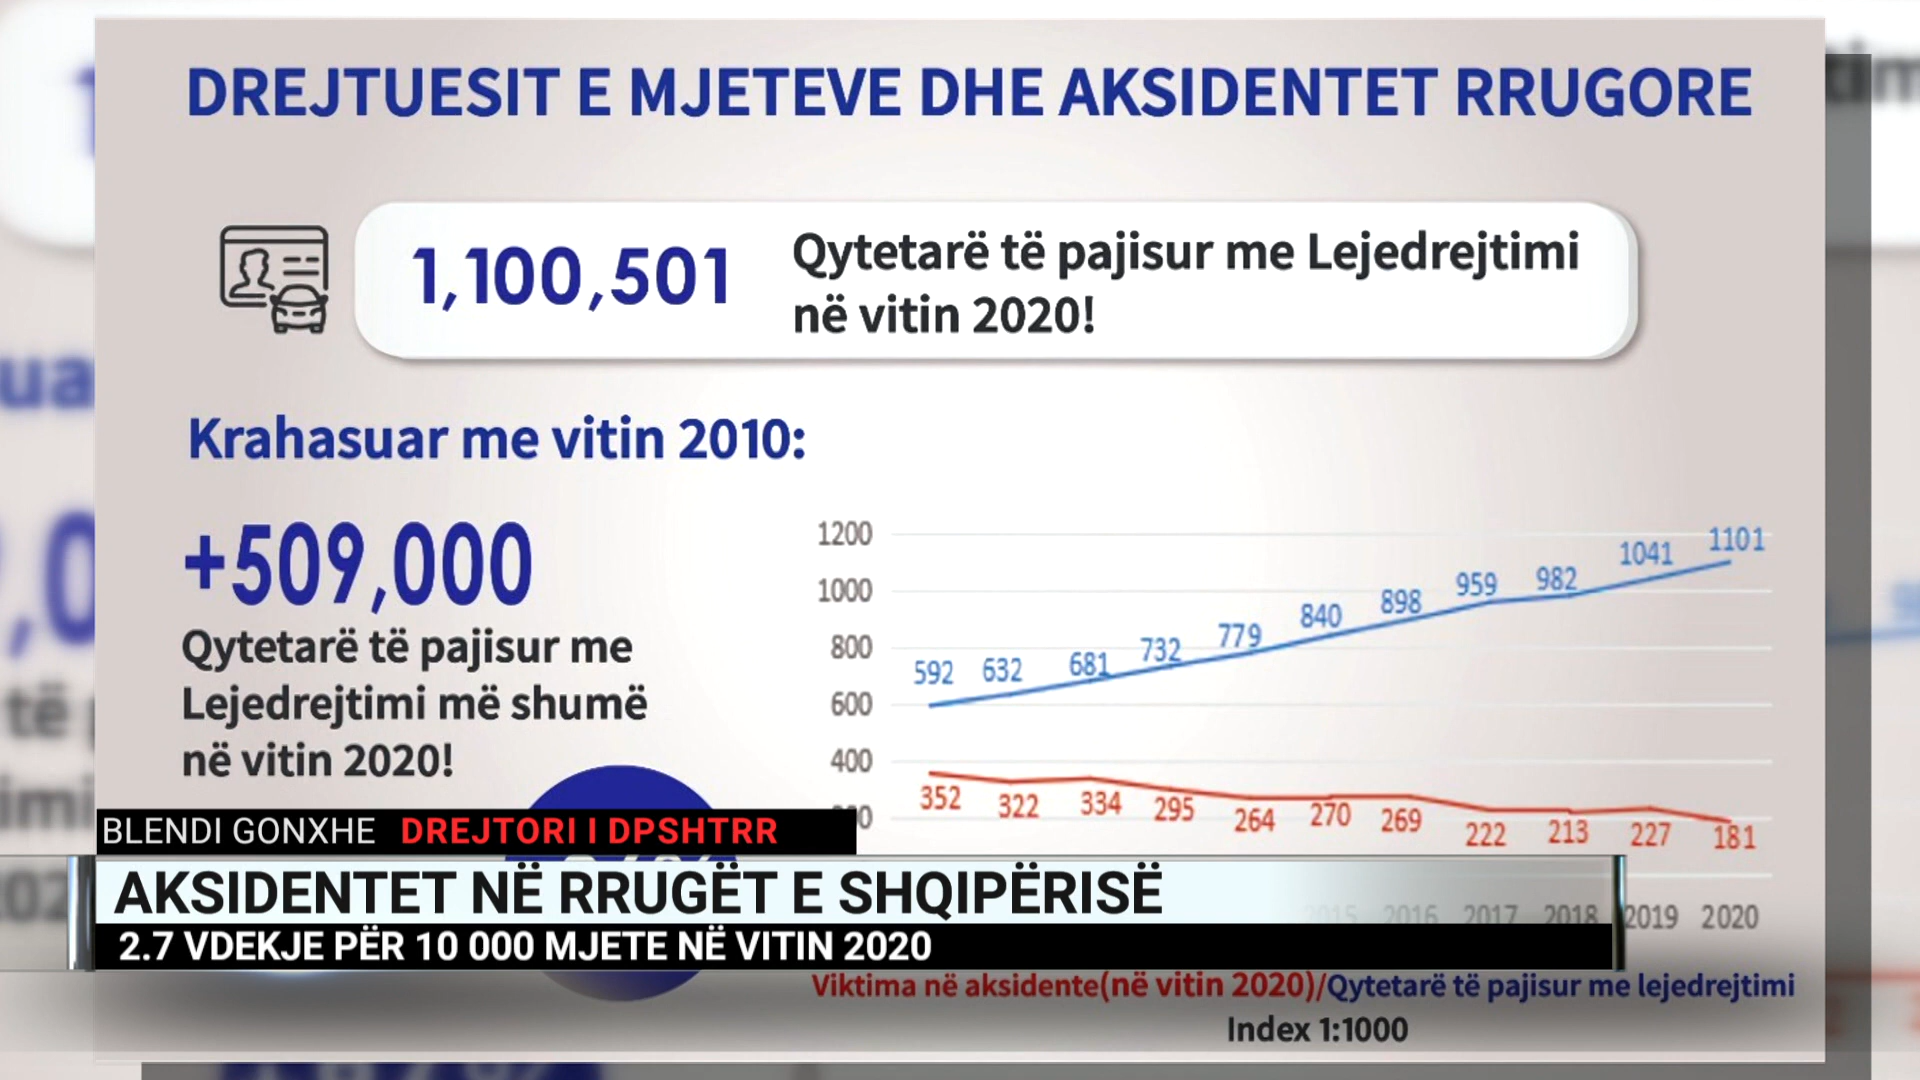 DREJTUESIT E MJETEVE DHE AKSIDENTET RRUGORE
1,100,501
Qytetarë të pajisur me Lejedrejtimi
në vitin 2020!
Krahasuar me vitin 2010:
+509,000
Qytetarë të pajisur me
Lejedrejtimi më shumë
në vitin 2020!
1200
1000
800
600
400
592 632 681 732 779 840 898 959 982 1041 1101
352 322 334 295 264 270 269 222 213 227 181
2015 2016 2017 2018 2019 2020
Viktima në aksidente(në vitin 2020)/Qytetarë të pajisur me lejedrejtimi
Index 1:1000
BLENDI GONXHE DREJTORI I DPSHTRR
AKSIDENTET NË RRUGËT E SHQIPËRISË
2.7 VDEKJE PËR 10 000 MJETE NË VITIN 2020